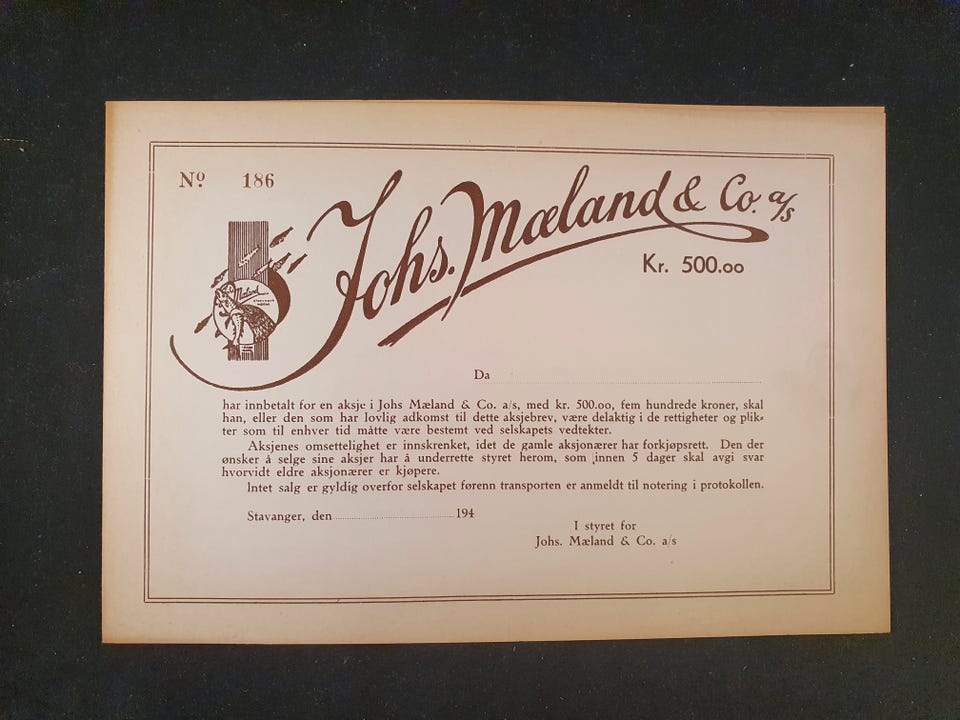 Nº 186
Johs. Mæland & Co. a/s
Kr. 500.00
Mæland
Da
har innbetalt for en aksje i Johs Mæland & Co. a/s, med kr. 500.00, fem hundrede kroner, skal
han, eller den som har lovlig adkomst til dette aksjebrev, være delaktig i de rettigheter og plik-
ter som til enhver tid måtte være bestemt ved selskapets vedtekter.
Aksjenes omsettelighet er innskrenket, idet de gamle aksjonærer har forkjøpsrett. Den der
ønsker å selge sine aksjer har å underrette styret herom, som innen 5 dager skal avgi svar
hvorvidt eldre aksjonærer er kjøpere.
Intet salg er gyldig overfor selskapet førenn transporten er anmeldt til notering i protokollen.
Stavanger, den 194
I styret for
Johs. Mæland & Co. a/s